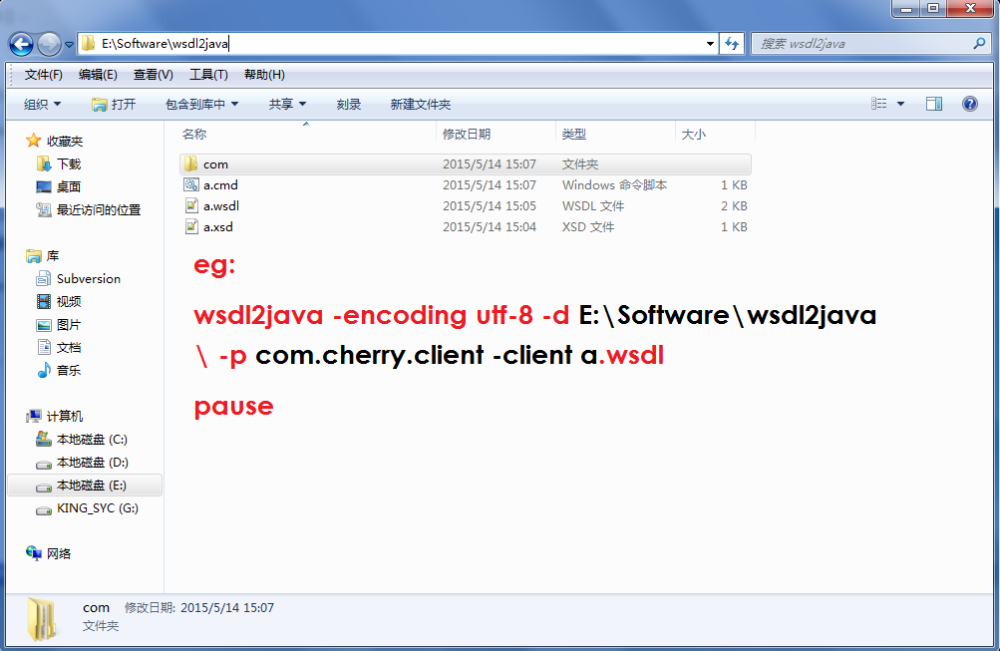 E:\Software\wsdl2java
搜索 wsdl2java
文件(F) 编辑(E) 查看(V) 工具(T) 帮助(H)
组织 打开 包含到库中 共享 刻录 新建文件夹
收藏夹
下载
桌面
最近访问的位置
库
Subversion
视频
图片
文档
音乐
计算机
本地磁盘 (C:)
本地磁盘 (D:)
本地磁盘 (E:)
KING_SYC (G:)
网络
名称 修改日期 类型 大小
com 2015/5/14 15:07 文件夹
a.cmd 2015/5/14 15:07 Windows 命令脚本 1 KB
a.wsdl 2015/5/14 15:05 WSDL 文件 2 KB
a.xsd 2015/5/14 15:04 XSD 文件 1 KB
eg:
wsdl2java -encoding utf-8 -d E:\Software\wsdl2java
\ -p com.cherry.client -client a.wsdl
pause
com 修改日期: 2015/5/14 15:07
文件夹